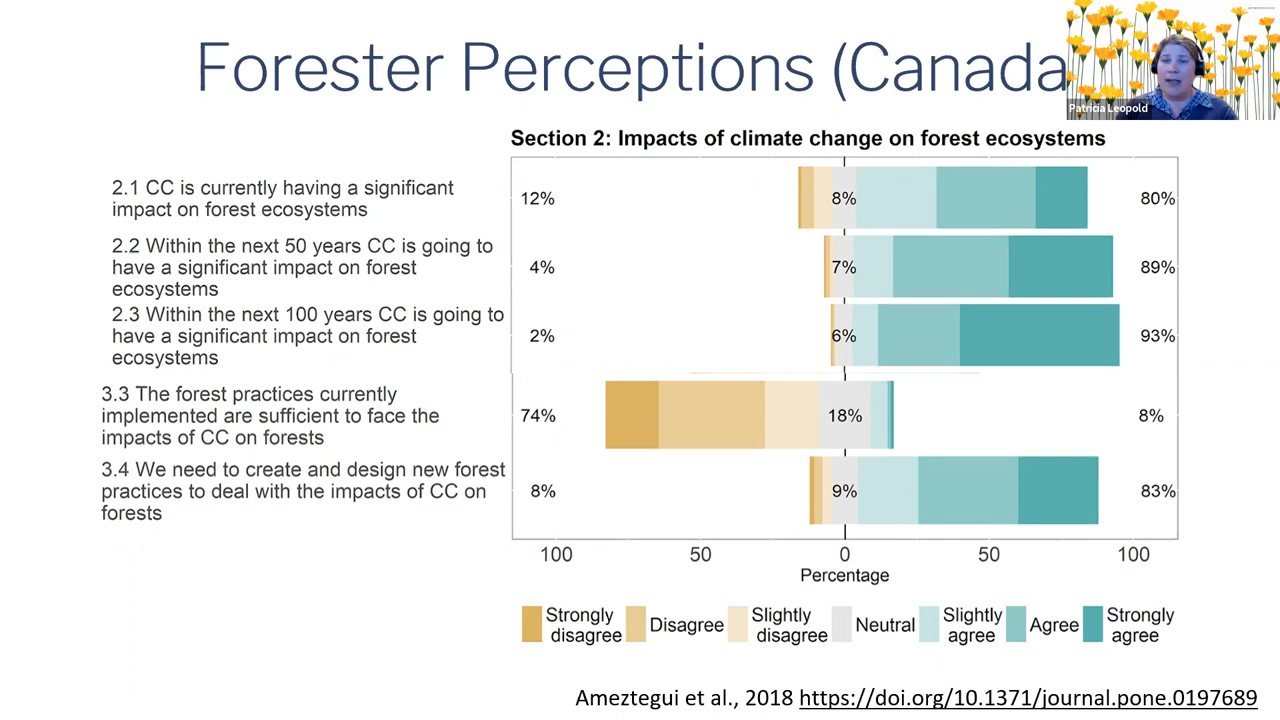 Forester Perceptions (Canada
Patricia Leopold
Section 2: Impacts of climate change on forest ecosystems
2.1 CC is currently having a significant
impact on forest ecosystems
12%
8%
80%
2.2 Within the next 50 years CC is going to
have a significant impact on forest
ecosystems
4%
7%
89%
2.3 Within the next 100 years CC is going to
have a significant impact on forest
ecosystems
2%
6%
93%
3.3 The forest practices currently
implemented are sufficient to face the
impacts of CC on forests
74%
18%
8%
3.4 We need to create and design new forest
practices to deal with the impacts of CC on
forests
8%
9%
83%
100 50 0 50 100
Percentage
Strongly
disagree
Disagree
Slightly
disagree
Neutral
Slightly
agree
Agree
Strongly
agree
Ameztegui et al., 2018 https://doi.org/10.1371/journal.pone.0197689